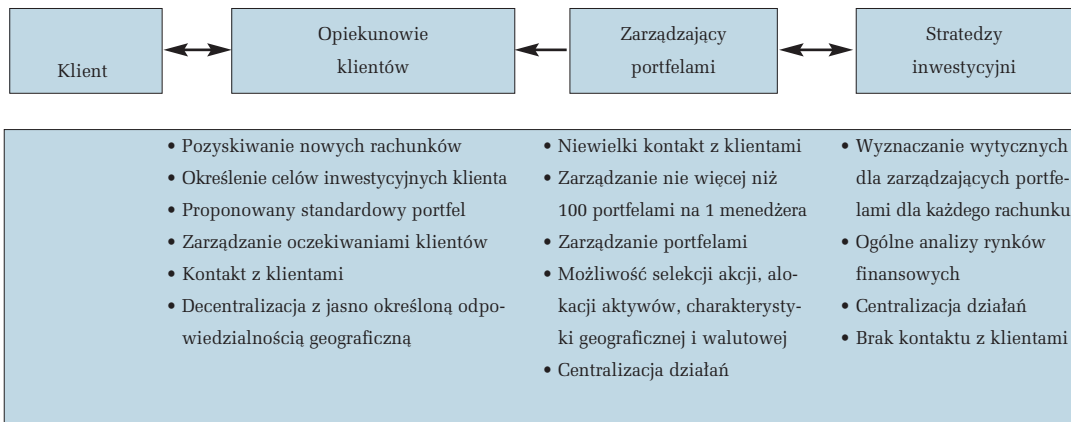 Klient
Opiekunowie
klientów
Zarządzający
portfelami
Stratedzy
inwestycyjni
• Pozyskiwanie nowych rachunków
• Określenie celów inwestycyjnych klienta
• Proponowany standardowy portfel
• Zarządzanie oczekiwaniami klientów
• Kontakt z klientami
• Decentralizacja z jasno określoną odpo-
wiedzialnością geograficzną
• Niewielki kontakt z klientami
• Zarządzanie nie więcej niż
100 portfelami na 1 menedżera
• Zarządzanie portfelami
• Możliwość selekcji akcji, alo-
kacji aktywów, charakterysty-
ki geograficznej i walutowej
• Centralizacja działań
• Wyznaczanie wytycznych
dla zarządzających portfe-
lami dla każdego rachunku
• Ogólne analizy rynków
finansowych
• Centralizacja działań
• Brak kontaktu z klientami